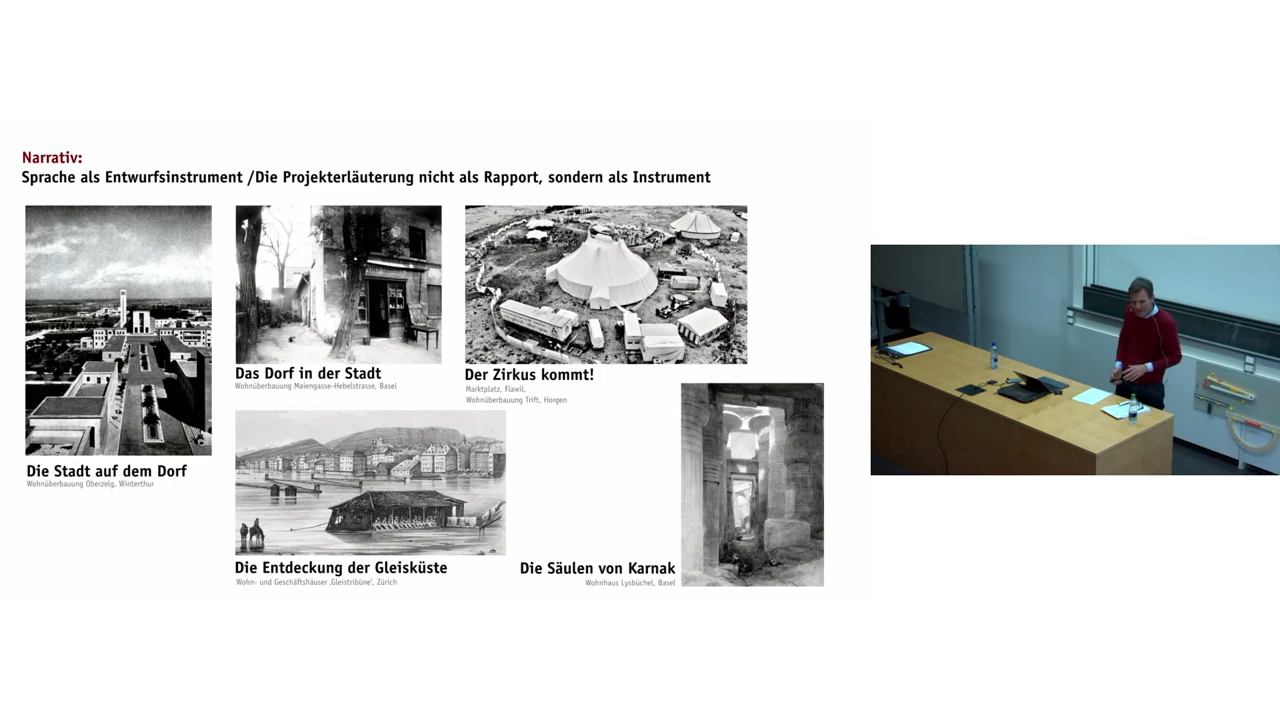 Narrativ:
Sprache als Entwurfsinstrument /Die Projekterläuterung nicht als Rapport, sondern als Instrument
Die Stadt auf dem Dorf
Wohnüberbauung Oberzelg, Winterthur
Das Dorf in der Stadt
Wohnüberbauung Maiengasse-Hebelstrasse, Basel
Der Zirkus kommt!
Marktplatz, Flawil,
Wohnüberbauung Trift, Horgen
Die Entdeckung der Gleisküste
Wohn- und Geschäftshäuser ‚Gleistribüne', Zürich
Die Säulen von Karnak
Wohnhaus Lysbüchel, Basel